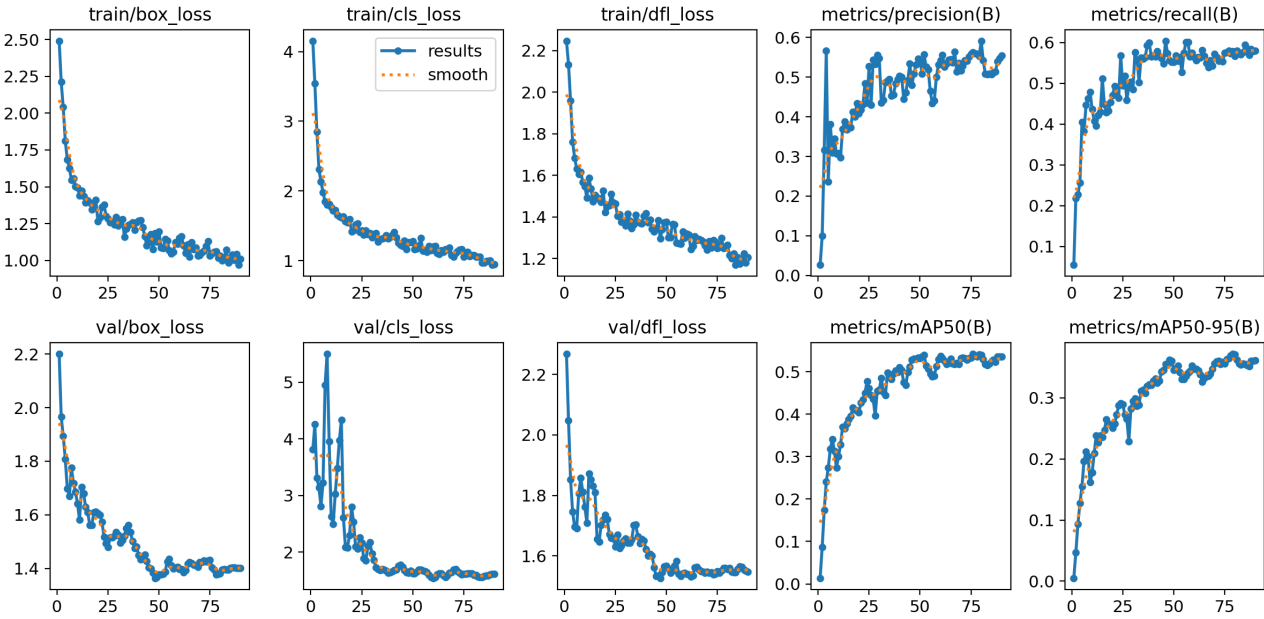 train/box_loss
train/cls_loss
train/dfl_loss
metrics/precision(B)
metrics/recall(B)
2.50
2.25
2.00
1.75
1.50
1.25
1.00
0 25 50 75
4
3
2
1
0 25 50 75
results
smooth
2.2
2.0
1.8
1.6
1.4
1.2
0 25 50 75
0.6
0.5
0.4
0.3
0.2
0.1
0.0
0 25 50 75
0.6
0.5
0.4
0.3
0.2
0.1
0 25 50 75
val/box_loss
val/cls_loss
val/dfl_loss
metrics/mAP50(B)
metrics/mAP50-95(B)
2.2
2.0
1.8
1.6
1.4
0 25 50 75
5
4
3
2
0 25 50 75
2.2
2.0
1.8
1.6
0 25 50 75
0.5
0.4
0.3
0.2
0.1
0.0
0 25 50 75
0.3
0.2
0.1
0.0
0 25 50 75